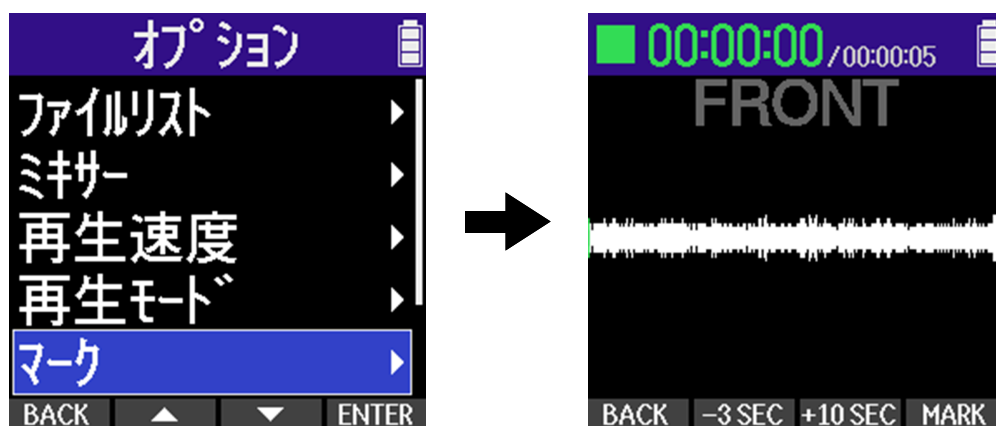 オプション
ファイルリスト
ミキサー
再生速度
再生モード
マーク
BACK ENTER
00:00:00/00:00:05
FRONT
BACK -3 SEC +10 SEC MARK